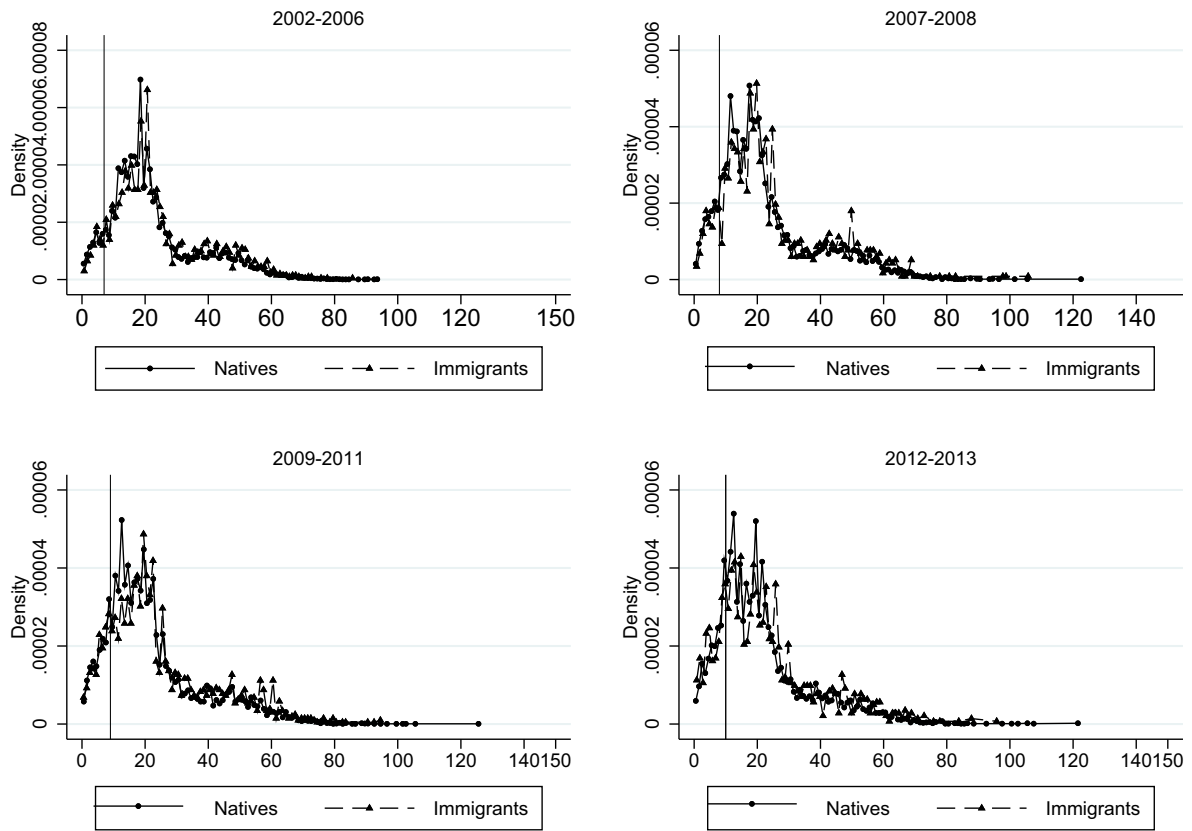 2002-2006
Density
0 .00002 .00004 .00006 .00008
0 20 40 60 80 100 120 150
Natives Immigrants
2007-2008
Density
0 .00002 .00004 .00006
0 20 40 60 80 100 120 140
Natives Immigrants
2009-2011
Density
0 .00002 .00004 .00006
0 20 40 60 80 100 120 140150
Natives Immigrants
2012-2013
Density
0 .00002 .00004 .00006
0 20 40 60 80 100 120 140150
Natives Immigrants